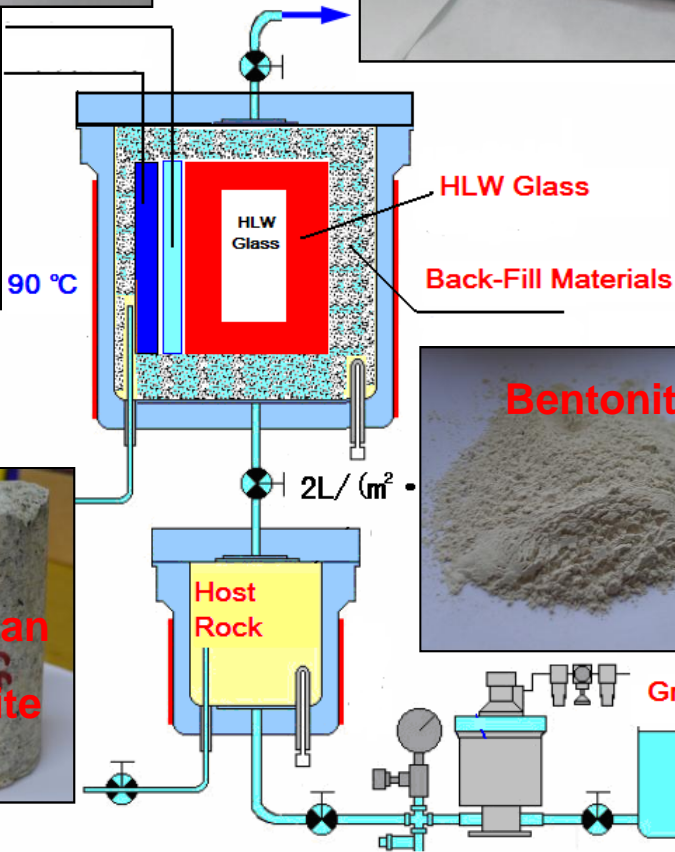 HLW Glass
HLW
Glass
90 ℃
Back-Fill Materials
Bentonit
2L/(m²·
Host
Rock
an
ite
Gr